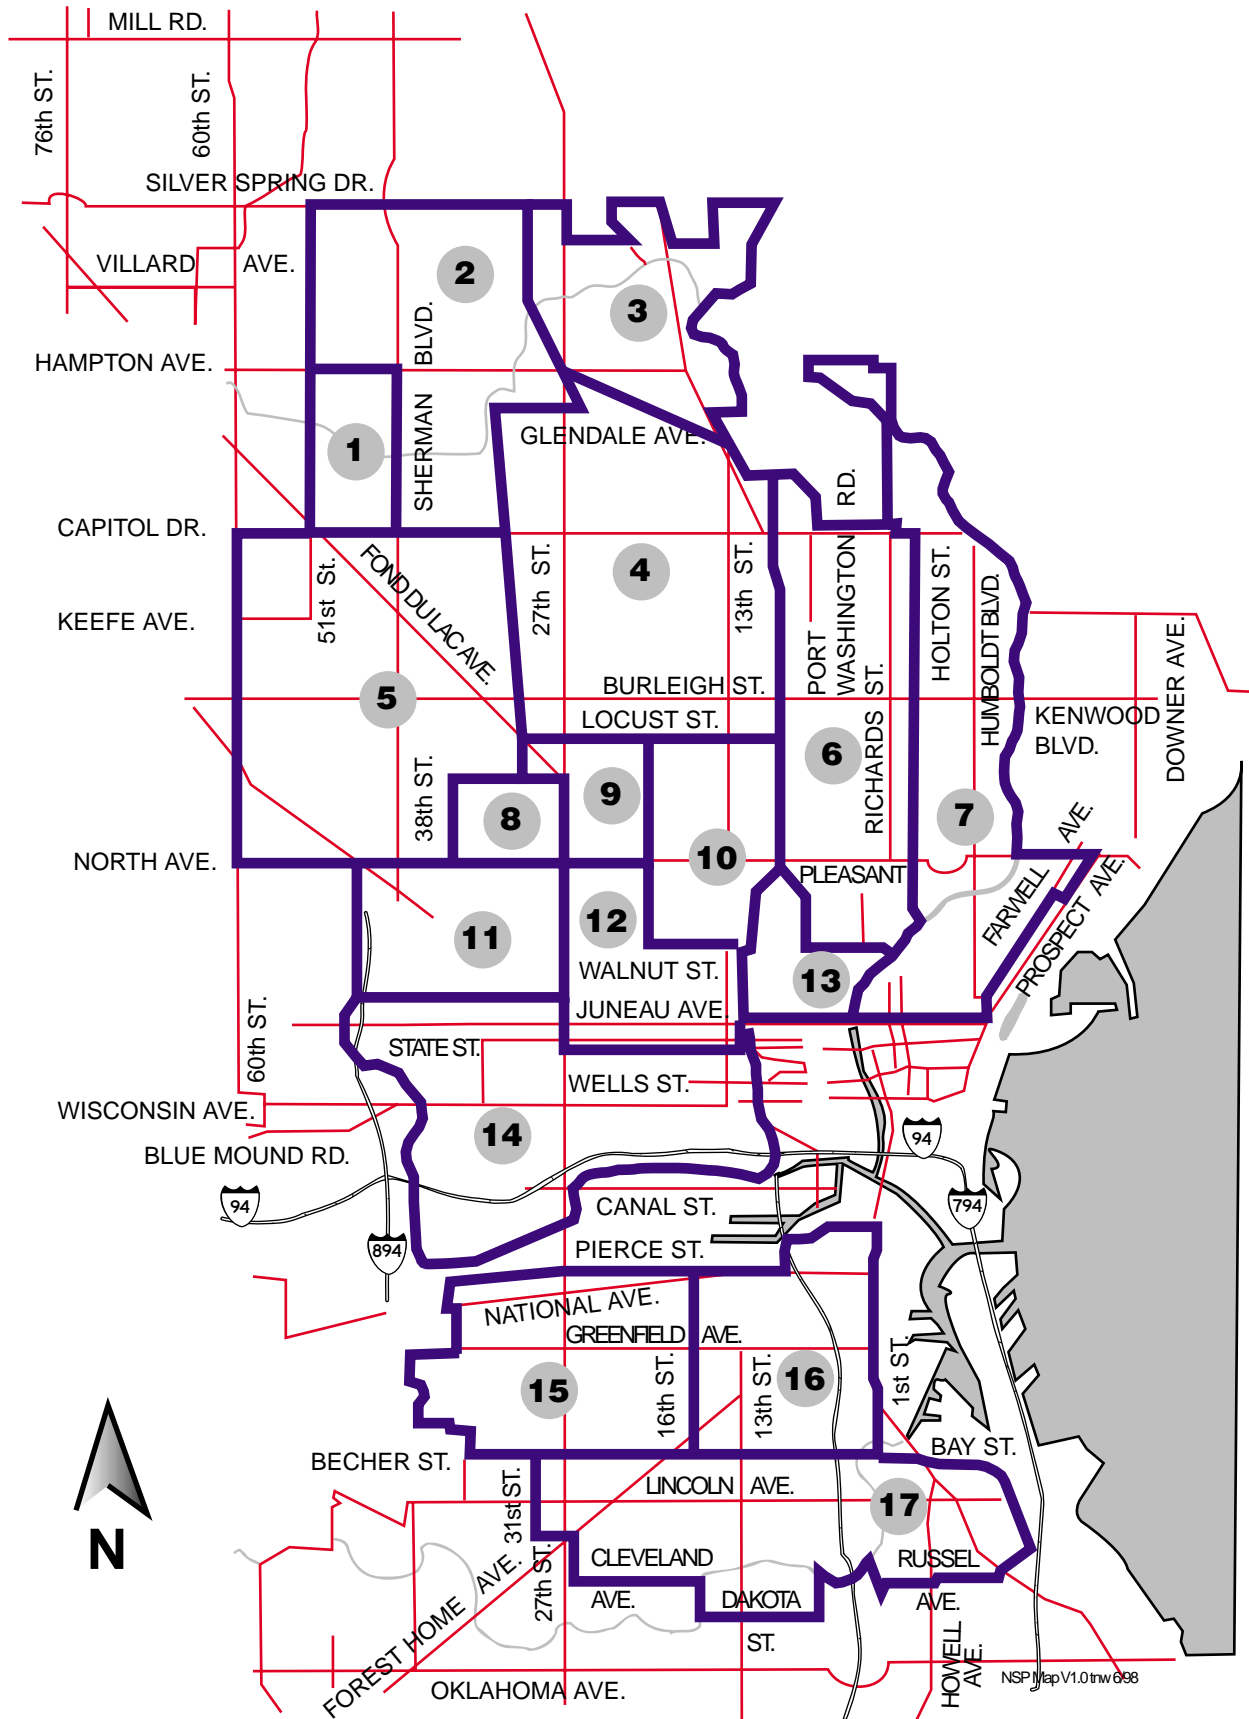 MILL RD.
76th ST.
60th ST.
SILVER SPRING DR.
VILLARD AVE.
2
3
HAMPTON AVE.
SHERMAN BLVD.
1
GLENDALE AVE.
CAPITOL DR.
KEEFE AVE.
51st St.
FOND DU LAC AVE.
27th ST.
4
13th ST.
PORT WASHINGTON RD.
HOLTON ST.
HUMBOLDT BLVD.
DOWNER AVE.
5
BURLEIGH ST.
LOCUST ST.
KENWOOD
BLVD.
6
RICHARDS ST.
38th ST.
8
9
7
NORTH AVE.
10
PLEASANT
FARWELL AVE.
PROSPECT AVE.
11
12
WALNUT ST.
13
JUNEAU AVE.
60th ST.
STATE ST.
WELLS ST.
WISCONSIN AVE.
BLUE MOUND RD.
14
94
94
CANAL ST.
794
894
PIERCE ST.
NATIONAL AVE.
GREENFIELD AVE.
15
16th ST.
13th ST.
16
1st ST.
BECHER ST.
BAY ST.
31st ST.
LINCOLN AVE.
17
N
27th ST.
CLEVELAND
AVE.
RUSSEL
AVE.
DAKOTA
ST.
FOREST HOME AVE.
HOWELL
AVE.
OKLAHOMA AVE.
NSP Map V1.0 tnw 6/98